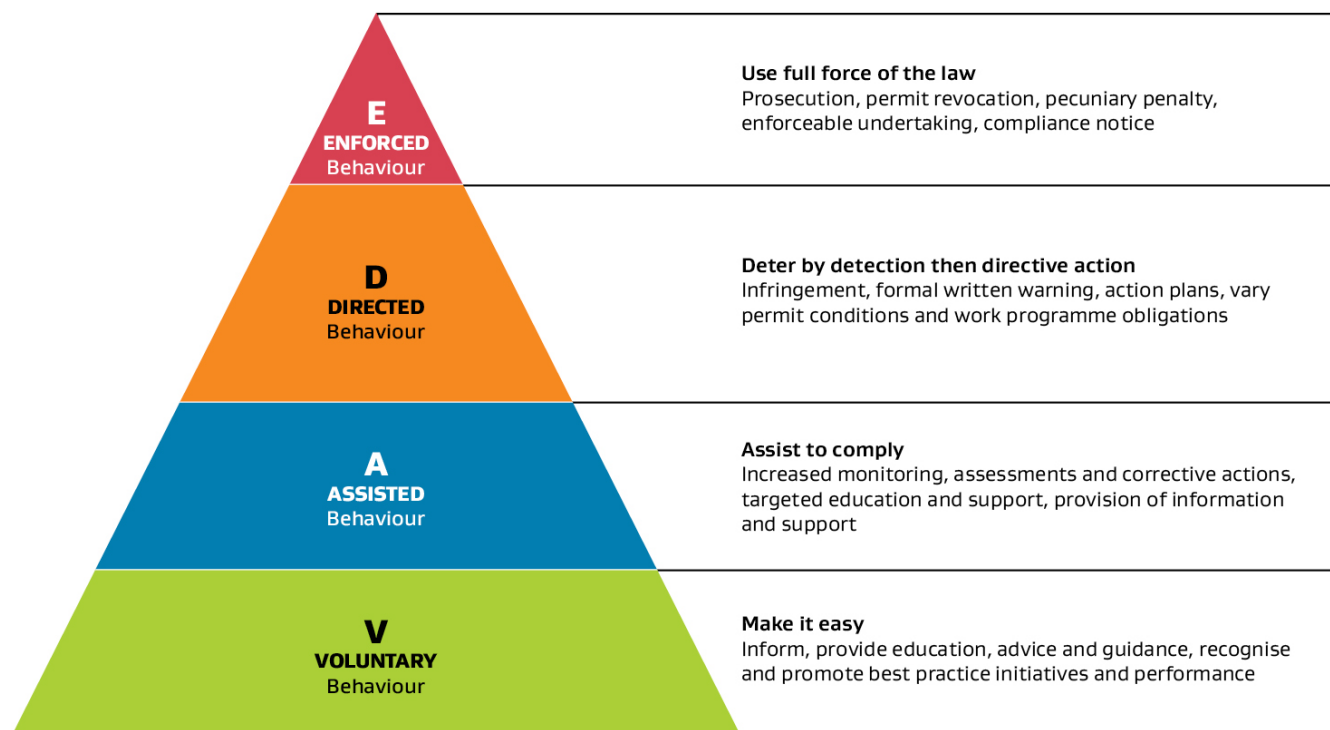 E
ENFORCED
Behaviour
Use full force of the law
Prosecution, permit revocation, pecuniary penalty,
enforceable undertaking, compliance notice
D
DIRECTED
Behaviour
Deter by detection then directive action
Infringement, formal written warning, action plans, vary
permit conditions and work programme obligations
A
ASSISTED
Behaviour
Assist to comply
Increased monitoring, assessments and corrective actions,
targeted education and support, provision of information
and support
V
VOLUNTARY
Behaviour
Make it easy
Inform, provide education, advice and guidance, recognise
and promote best practice initiatives and performance